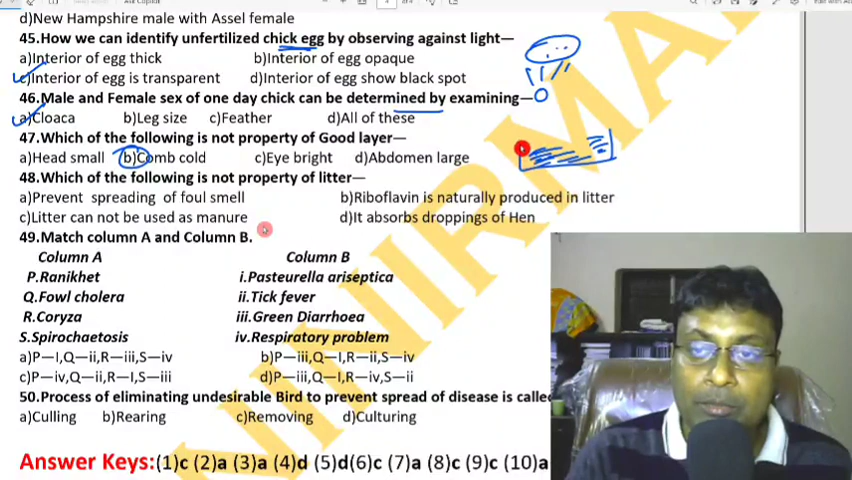 d)New Hampshire male with Assel female
45.How we can identify unfertilized chick egg by observing against light—
a)Interior of egg thick b)Interior of egg opaque
c)Interior of egg is transparent d)Interior of egg show black spot
46.Male and Female sex of one day chick can be determined by examining—
a)Cloaca b)Leg size c)Feather d)All of these
47.Which of the following is not property of Good layer—
a)Head small b)Comb cold c)Eye bright d)Abdomen large
48.Which of the following is not property of litter—
a)Prevent spreading of foul smell b)Riboflavin is naturally produced in litter
c)Litter can not be used as manure d)It absorbs droppings of Hen
49.Match column A and Column B.
Column A Column B
P.Ranikhet i.Pasteurella ariseptica
Q.Fowl cholera ii.Tick fever
R.Coryza iii.Green Diarrhoea
S.Spirochaetosis iv.Respiratory problem
a)P—I,Q—ii,R—iii,S—iv b)P—iii,Q—I,R—ii,S—iv
c)P—iv,Q—ii,R—I,S—iii d)P—iii,Q—I,R—iv,S—ii
50.Process of eliminating undesirable Bird to prevent spread of disease is called
a)Culling b)Rearing c)Removing d)Culturing
Answer Keys:(1)c (2)a (3)a (4)d (5)d(6)c (7)a (8)c (9)c (10)a